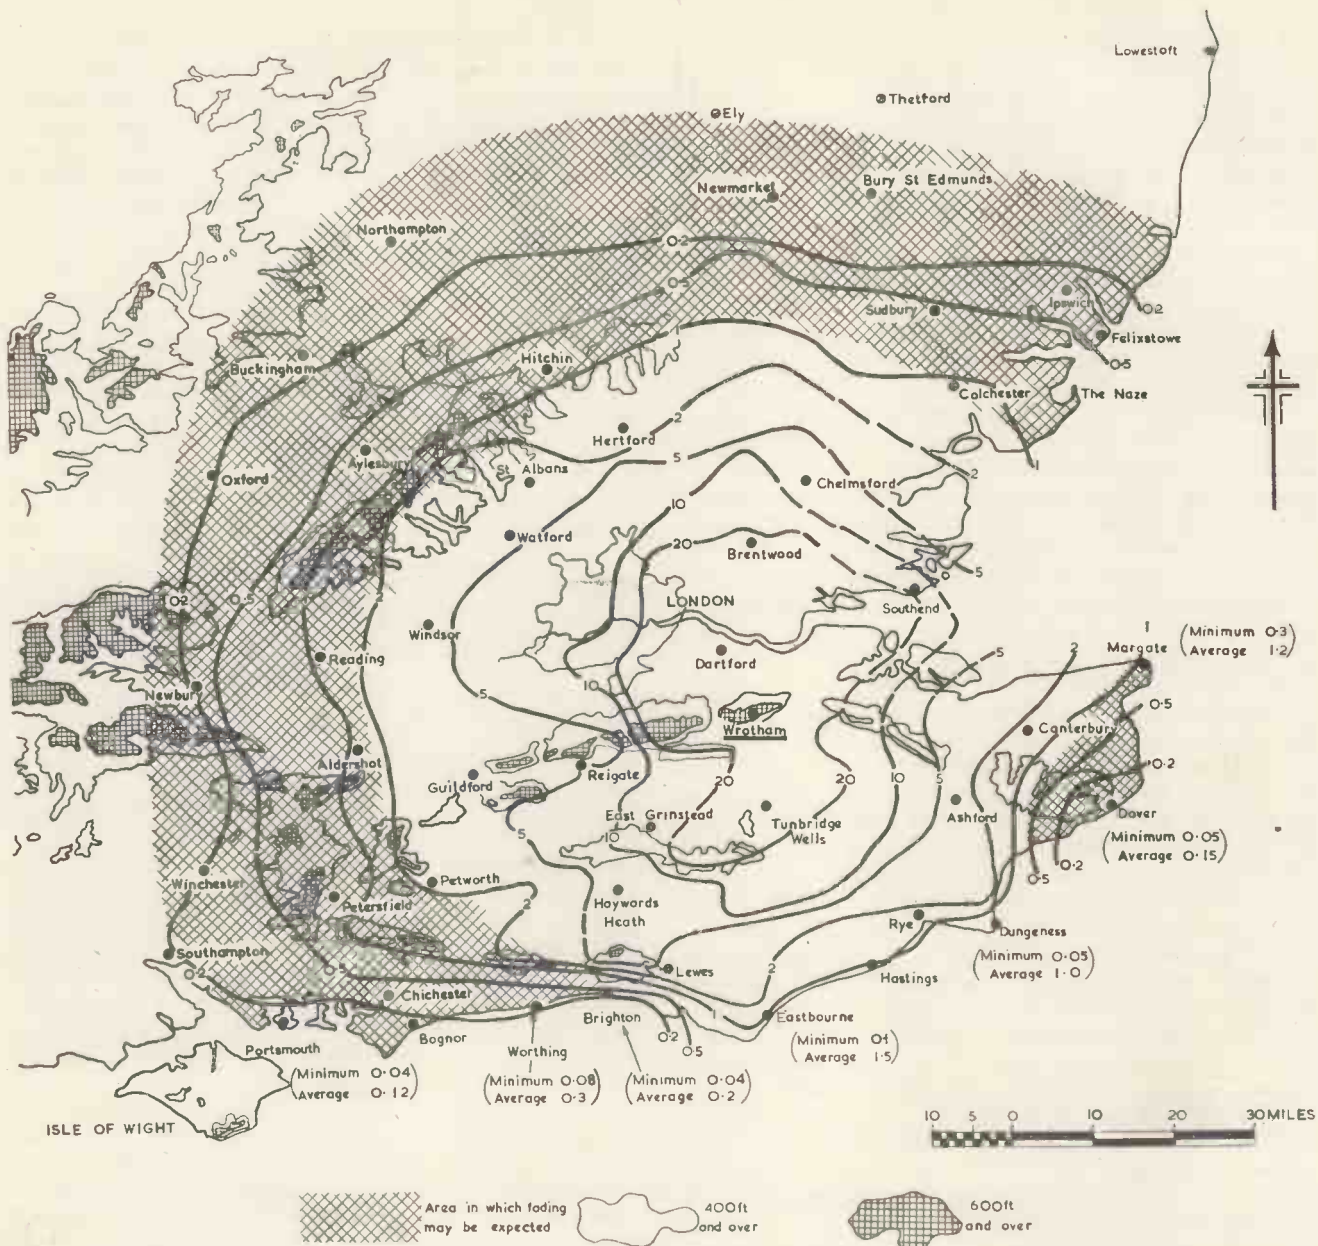 Lowestoft
Thetford
Ely
Newmarket
Bury St Edmunds
Northampton
0·2
0·5
Ipswich
0·2
Sudbury
Felixstowe
1
0·5
Buckingham
Hitchin
Colchester
The Naze
2
Hertford
Aylesbury
St Albans
5
2
1
Oxford
Chelmsford
10
Watford
20
Brentwood
5
0·2
0·5
2
LONDON
Southend
Windsor
1
Margate
(Minimum 0·3
Average 1·2)
Reading
Dartford
5
2
Newbury
5
10
0·5
Wrotham
Canterbury
Aldershot
0·2
Guildford
Reigate
20
20
10
5
Ashford
Dover
East Grinstead
Tunbridge
Wells
(Minimum 0·05
Average 0·15)
5
10
0·5
0·2
Winchester
Petersfield
Petworth
2
Haywards
Heath
Rye
Dungeness
Southampton
0·2
0·5
Lewes
2
Hastings
(Minimum 0·05
Average 1·0)
Chichester
Bognor
Brighton
1
Eastbourne
0·2
0·5
Portsmouth
Worthing
(Minimum 0·1
Average 1·5)
(Minimum 0·04
Average 0·12)
(Minimum 0·08
Average 0·3)
(Minimum 0·04
Average 0·2)
ISLE OF WIGHT
10 5 0 10 20 30 MILES
Area in which fading
may be expected
400ft
and over
600ft
and over